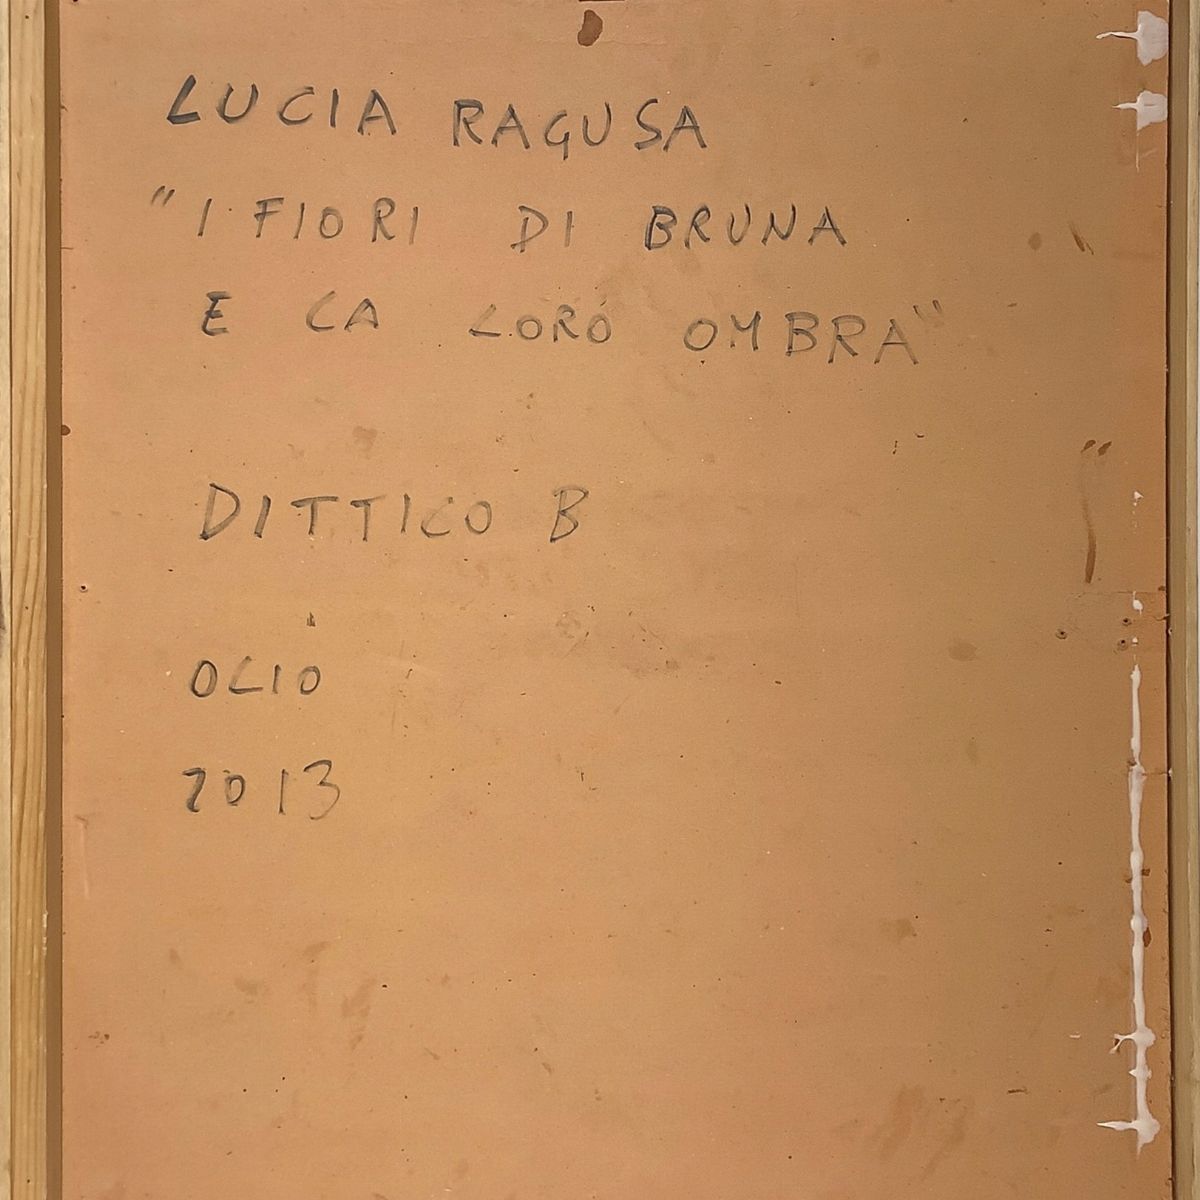 LUCIA RAGUSA
"I FIORI DI BRUNA
E LA LORO OMBRA"
DITTICO B
OLIO
2013